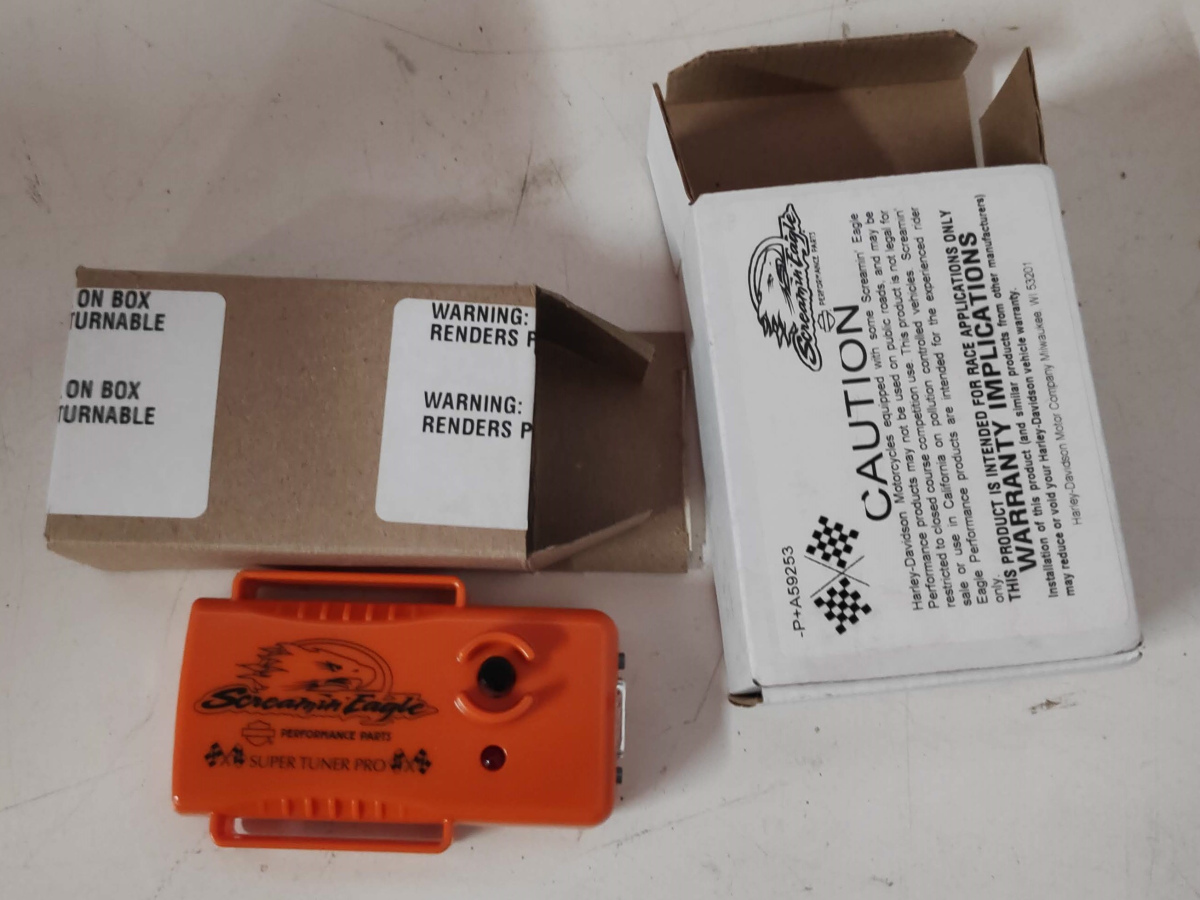 ON BOX
TURNABLE
ON BOX
TURNABLE
WARNING:
RENDERS P
WARNING:
RENDERS P
Screamin' Eagle
PERFORMANCE PARTS
SUPER TUNER PRO
-P+A59253
Screamin' Eagle
PERFORMANCE PARTS
CAUTION
Harley-Davidson Motorcycles equipped with some Screamin' Eagle
Performance products may not be used on public roads, and may be
restricted to closed course competition use. This product is not legal for
sale or use in California on pollution controlled vehicles. Screamin'
Eagle Performance products are intended for the experienced rider
only.
THIS PRODUCT IS INTENDED FOR RACE APPLICATIONS ONLY
WARRANTY IMPLICATIONS
Installation of this product (and similar products from other manufacturers)
may reduce or void your Harley-Davidson vehicle warranty.
Harley-Davidson Motor Company Milwaukee, WI 53201